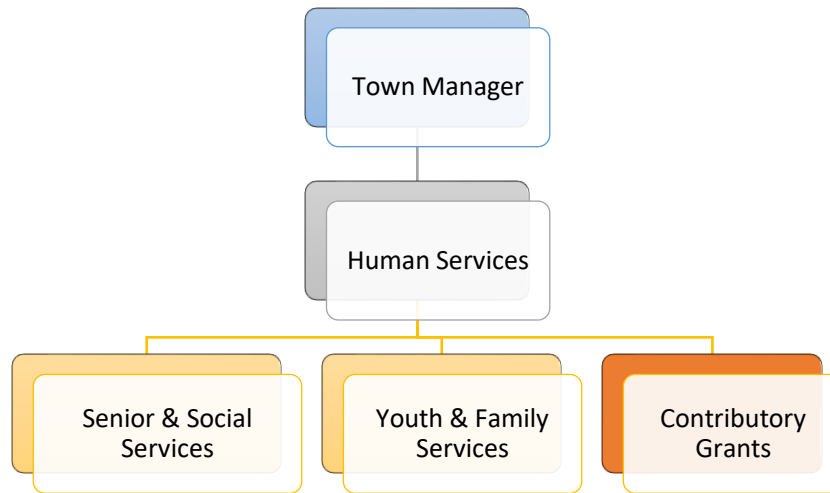 Town Manager
Human Services
Senior & Social
Services
Youth & Family
Services
Contributory
Grants